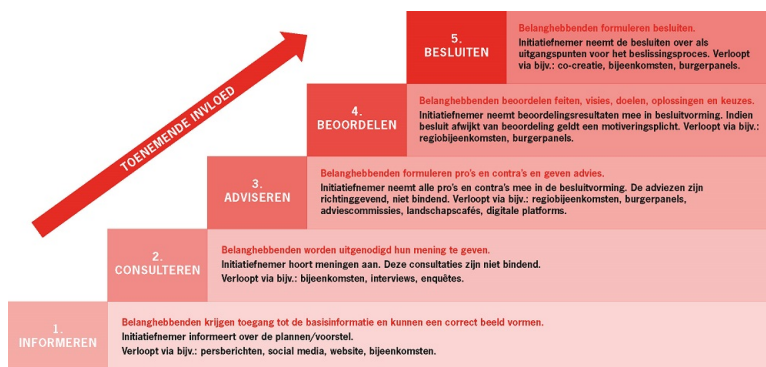 5.
BESLUITEN
Belanghebbenden formuleren besluiten.
Initiatiefnemer neemt de besluiten over als
uitgangspunten voor het beslissingsproces. Verloopt
via bijv.: co-creatie, bijeenkomsten, burgerpanels.
TOENEMENDE INVLOED
4.
BEOORDELEN
Belanghebbenden beoordelen feiten, visies, doelen, oplossingen en keuzes.
Initiatiefnemer neemt beoordelingsresultaten mee in besluitvorming. Indien
besluit afwijkt van beoordeling geldt een motiveringsplicht. Verloopt via bijv.:
regiobijeenkomsten, burgerpanels.
3.
ADVISEREN
Belanghebbenden formuleren pro's en contra's en geven advies.
Initiatiefnemer neemt alle pro's en contra's mee in de besluitvorming. De adviezen zijn
richtinggevend, niet bindend. Verloopt via bijv.: regiobijeenkomsten, burgerpanels,
adviescommissies, landschapscafés, digitale platforms.
2.
CONSULTEREN
Belanghebbenden worden uitgenodigd hun mening te geven.
Initiatiefnemer hoort meningen aan. Deze consultaties zijn niet bindend.
Verloopt via bijv.: bijeenkomsten, interviews, enquêtes.
1.
INFORMEREN
Belanghebbenden krijgen toegang tot de basisinformatie en kunnen een correct beeld vormen.
Initiatiefnemer informeert over de plannen/voorstel.
Verloopt via bijv.: persberichten, social media, website, bijeenkomsten.